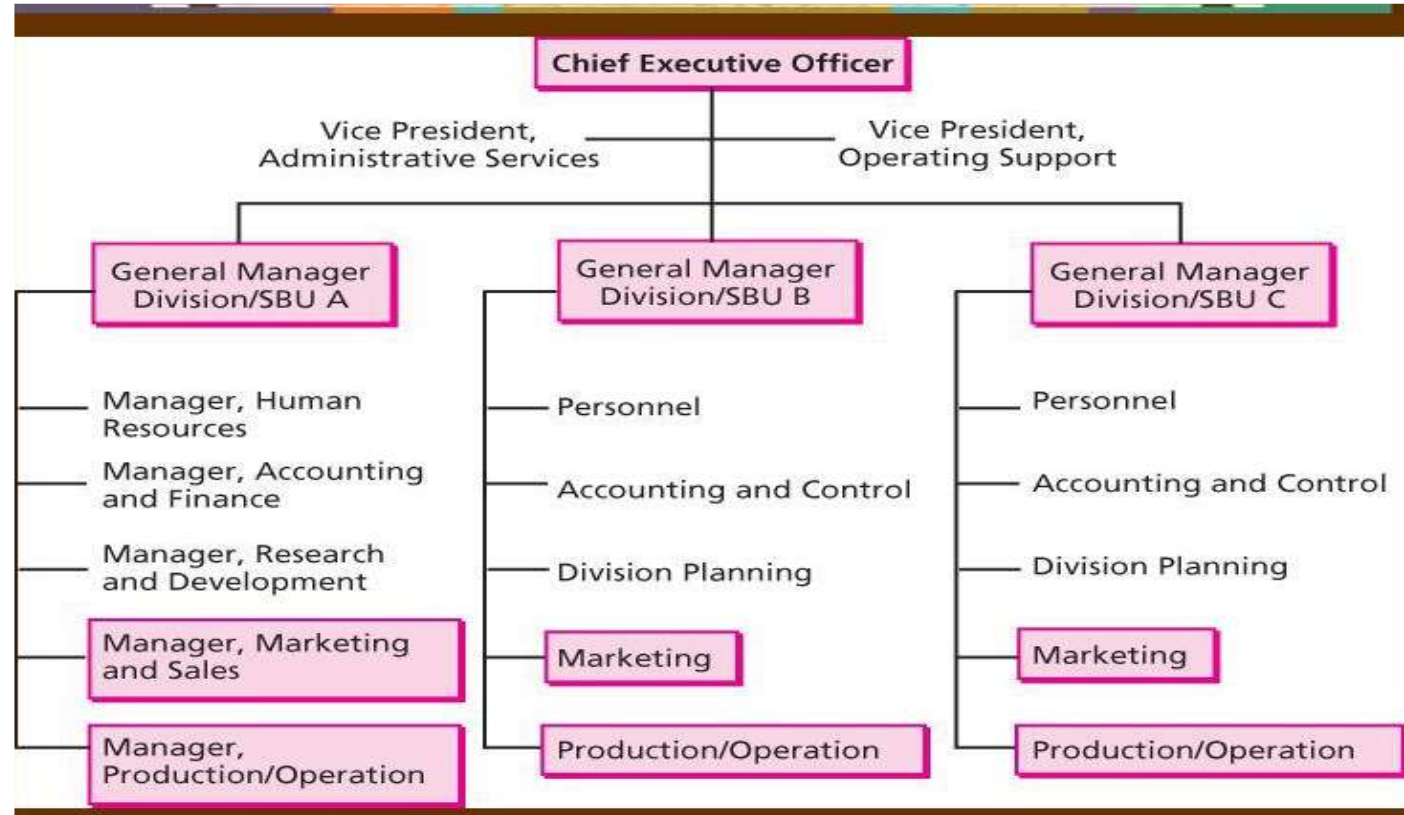 Chief Executive Officer
Vice President,
Administrative Services
Vice President,
Operating Support
General Manager
Division/SBU A
General Manager
Division/SBU B
General Manager
Division/SBU C
Manager, Human
Resources
Manager, Accounting
and Finance
Manager, Research
and Development
Manager, Marketing
and Sales
Manager,
Production/Operation
Personnel
Accounting and Control
Division Planning
Marketing
Production/Operation
Personnel
Accounting and Control
Division Planning
Marketing
Production/Operation